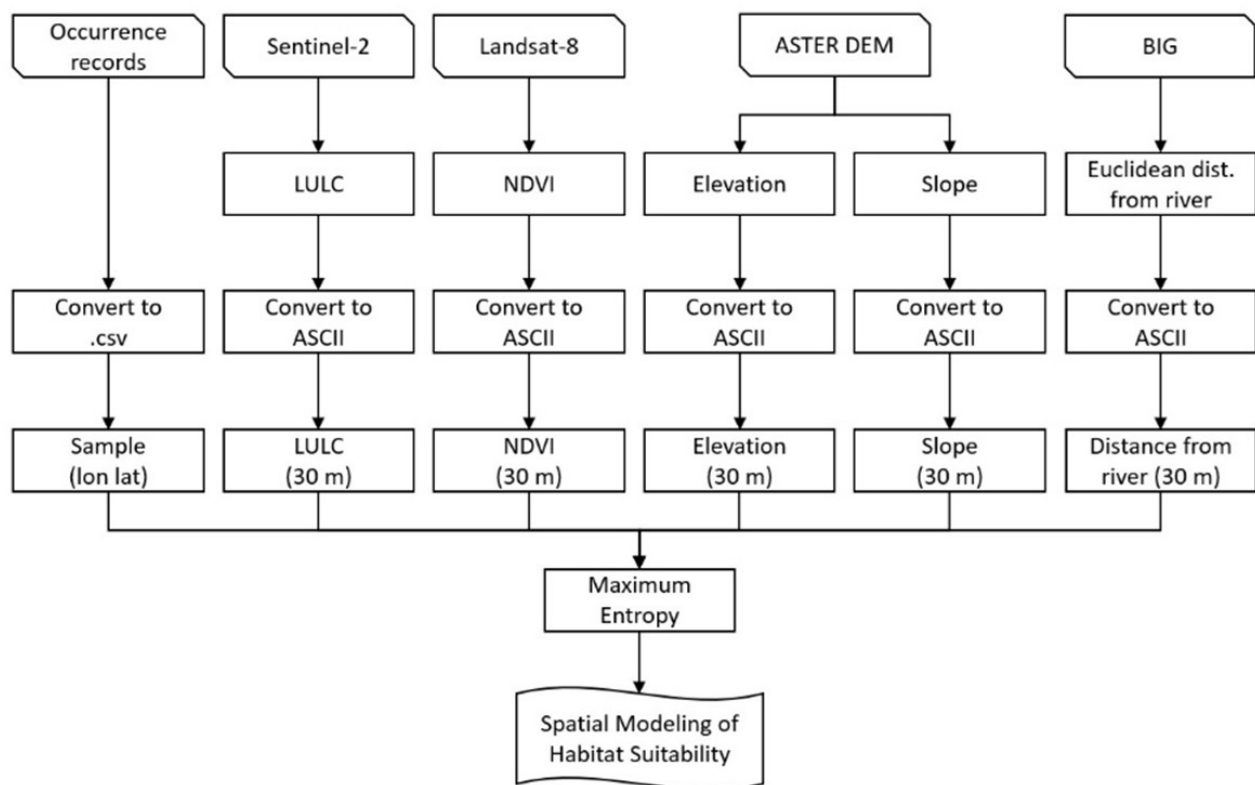 Occurrence
records
Sentinel-2
Landsat-8
ASTER DEM
BIG
LULC
NDVI
Elevation
Slope
Euclidean dist.
from river
Convert to
.csv
Convert to
ASCII
Convert to
ASCII
Convert to
ASCII
Convert to
ASCII
Convert to
ASCII
Sample
(lon lat)
LULC
(30 m)
NDVI
(30 m)
Elevation
(30 m)
Slope
(30 m)
Distance from
river (30 m)
Maximum
Entropy
Spatial Modeling of
Habitat Suitability